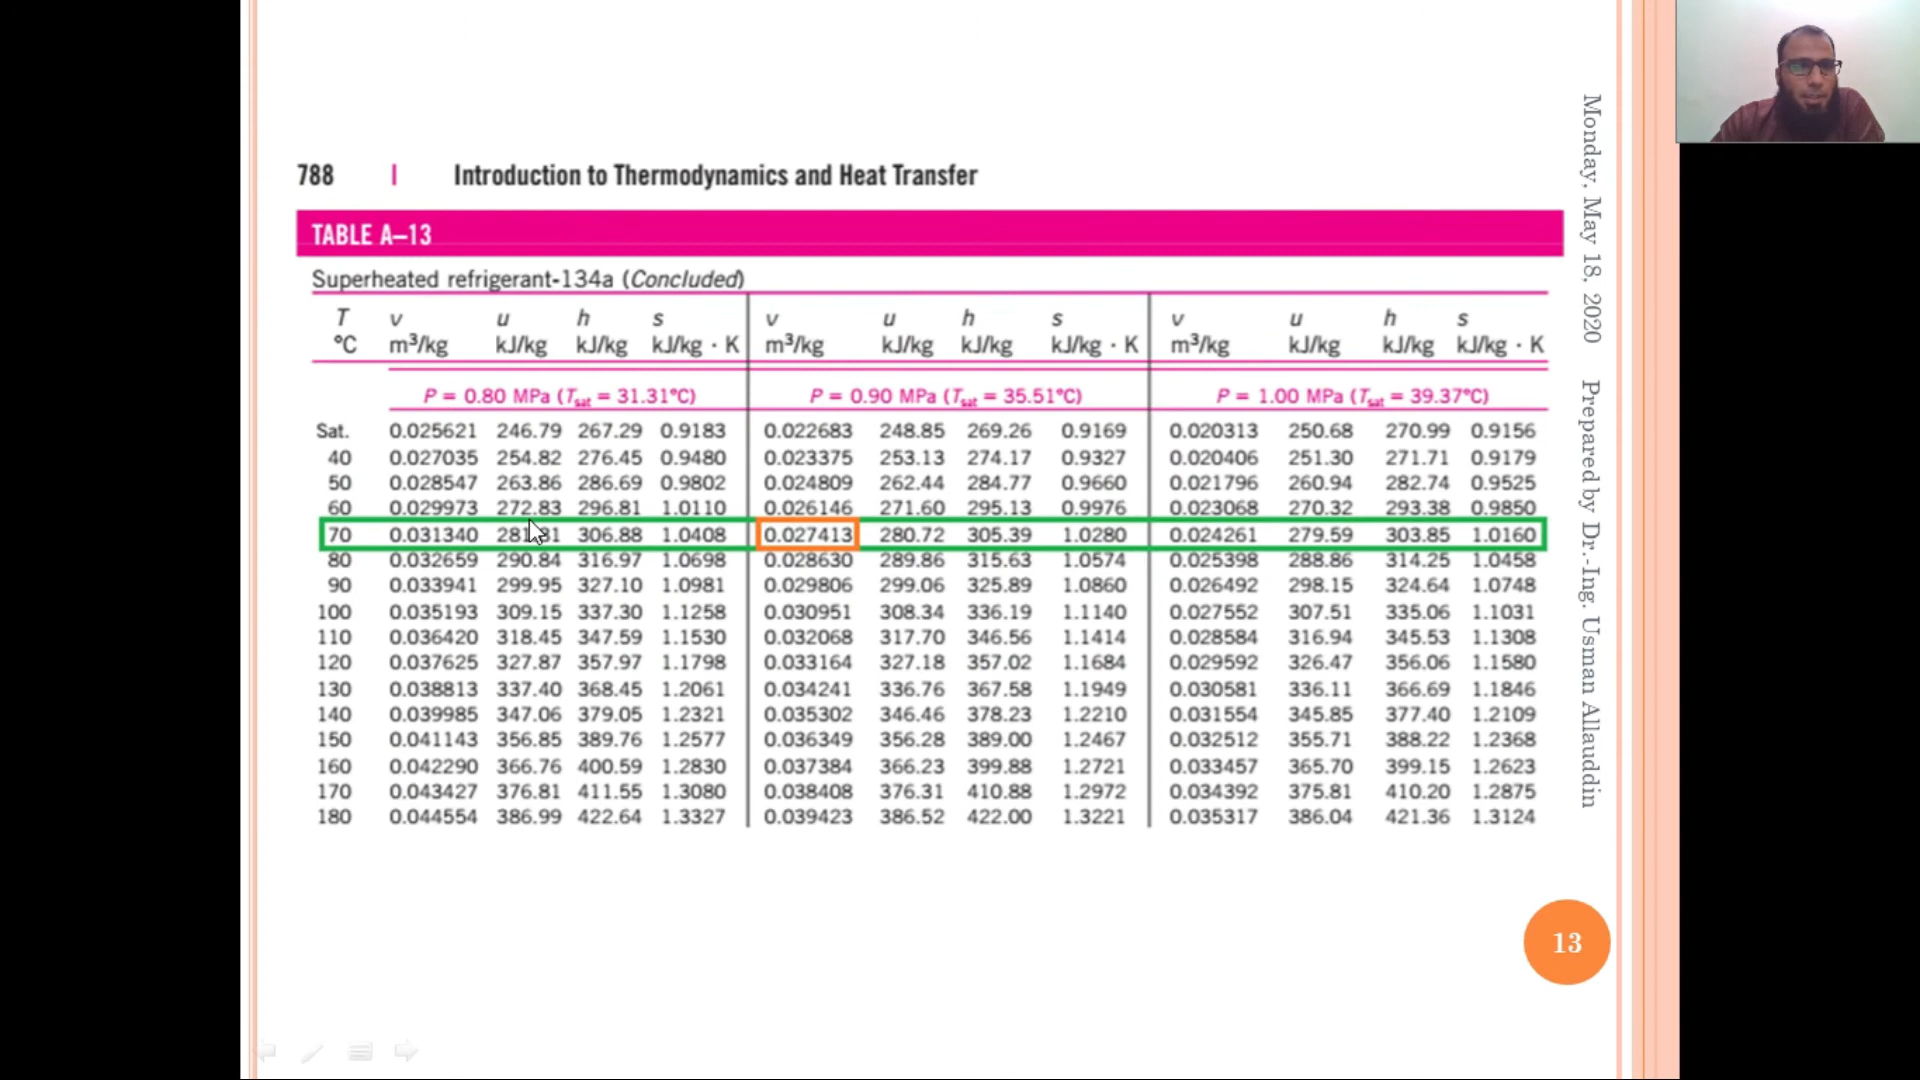 788 | Introduction to Thermodynamics and Heat Transfer
TABLE A–13
Superheated refrigerant-134a (Concluded)
T v u h s v u h s v u h s
°C m³/kg kJ/kg kJ/kg kJ/kg · K m³/kg kJ/kg kJ/kg kJ/kg · K m³/kg kJ/kg kJ/kg kJ/kg · K
P = 0.80 MPa (Tsat = 31.31°C) P = 0.90 MPa (Tsat = 35.51°C) P = 1.00 MPa (Tsat = 39.37°C)
Sat. 0.025621 246.79 267.29 0.9183 0.022683 248.85 269.26 0.9169 0.020313 250.68 270.99 0.9156
40 0.027035 254.82 276.45 0.9480 0.023375 253.13 274.17 0.9327 0.020406 251.30 271.71 0.9179
50 0.028547 263.86 286.69 0.9802 0.024809 262.44 284.77 0.9660 0.021796 260.94 282.74 0.9525
60 0.029973 272.83 296.81 1.0110 0.026146 271.60 295.13 0.9976 0.023068 270.32 293.38 0.9850
70 0.031340 306.88 1.0408 0.027413 280.72 305.39 1.0280 0.024261 279.59 303.85 1.0160
80 0.032659 290.84 316.97 1.0698 0.028630 289.86 315.63 1.0574 0.025398 288.86 314.25 1.0458
90 0.033941 299.95 327.10 1.0981 0.029806 299.06 325.89 1.0860 0.026492 298.15 324.64 1.0748
100 0.035193 309.15 337.30 1.1258 0.030951 308.34 336.19 1.1140 0.027552 307.51 335.06 1.1031
110 0.036420 318.45 347.59 1.1530 0.032068 317.70 346.56 1.1414 0.028584 316.94 345.53 1.1308
120 0.037625 327.87 357.97 1.1798 0.033164 327.18 357.02 1.1684 0.029592 326.47 356.06 1.1580
130 0.038813 337.40 368.45 1.2061 0.034241 336.76 367.58 1.1949 0.030581 336.11 366.69 1.1846
140 0.039985 347.06 379.05 1.2321 0.035302 346.46 378.23 1.2210 0.031554 345.85 377.40 1.2109
150 0.041143 356.85 389.76 1.2577 0.036349 356.28 389.00 1.2467 0.032512 355.71 388.22 1.2368
160 0.042290 366.76 400.59 1.2830 0.037384 366.23 399.88 1.2721 0.033457 365.70 399.15 1.2623
170 0.043427 376.81 411.55 1.3080 0.038408 376.31 410.88 1.2972 0.034392 375.81 410.20 1.2875
180 0.044554 386.99 422.64 1.3327 0.039423 386.52 422.00 1.3221 0.035317 386.04 421.36 1.3124
Monday, May 18, 2020 Prepared by Dr.-Ing. Usman Allauddin
13